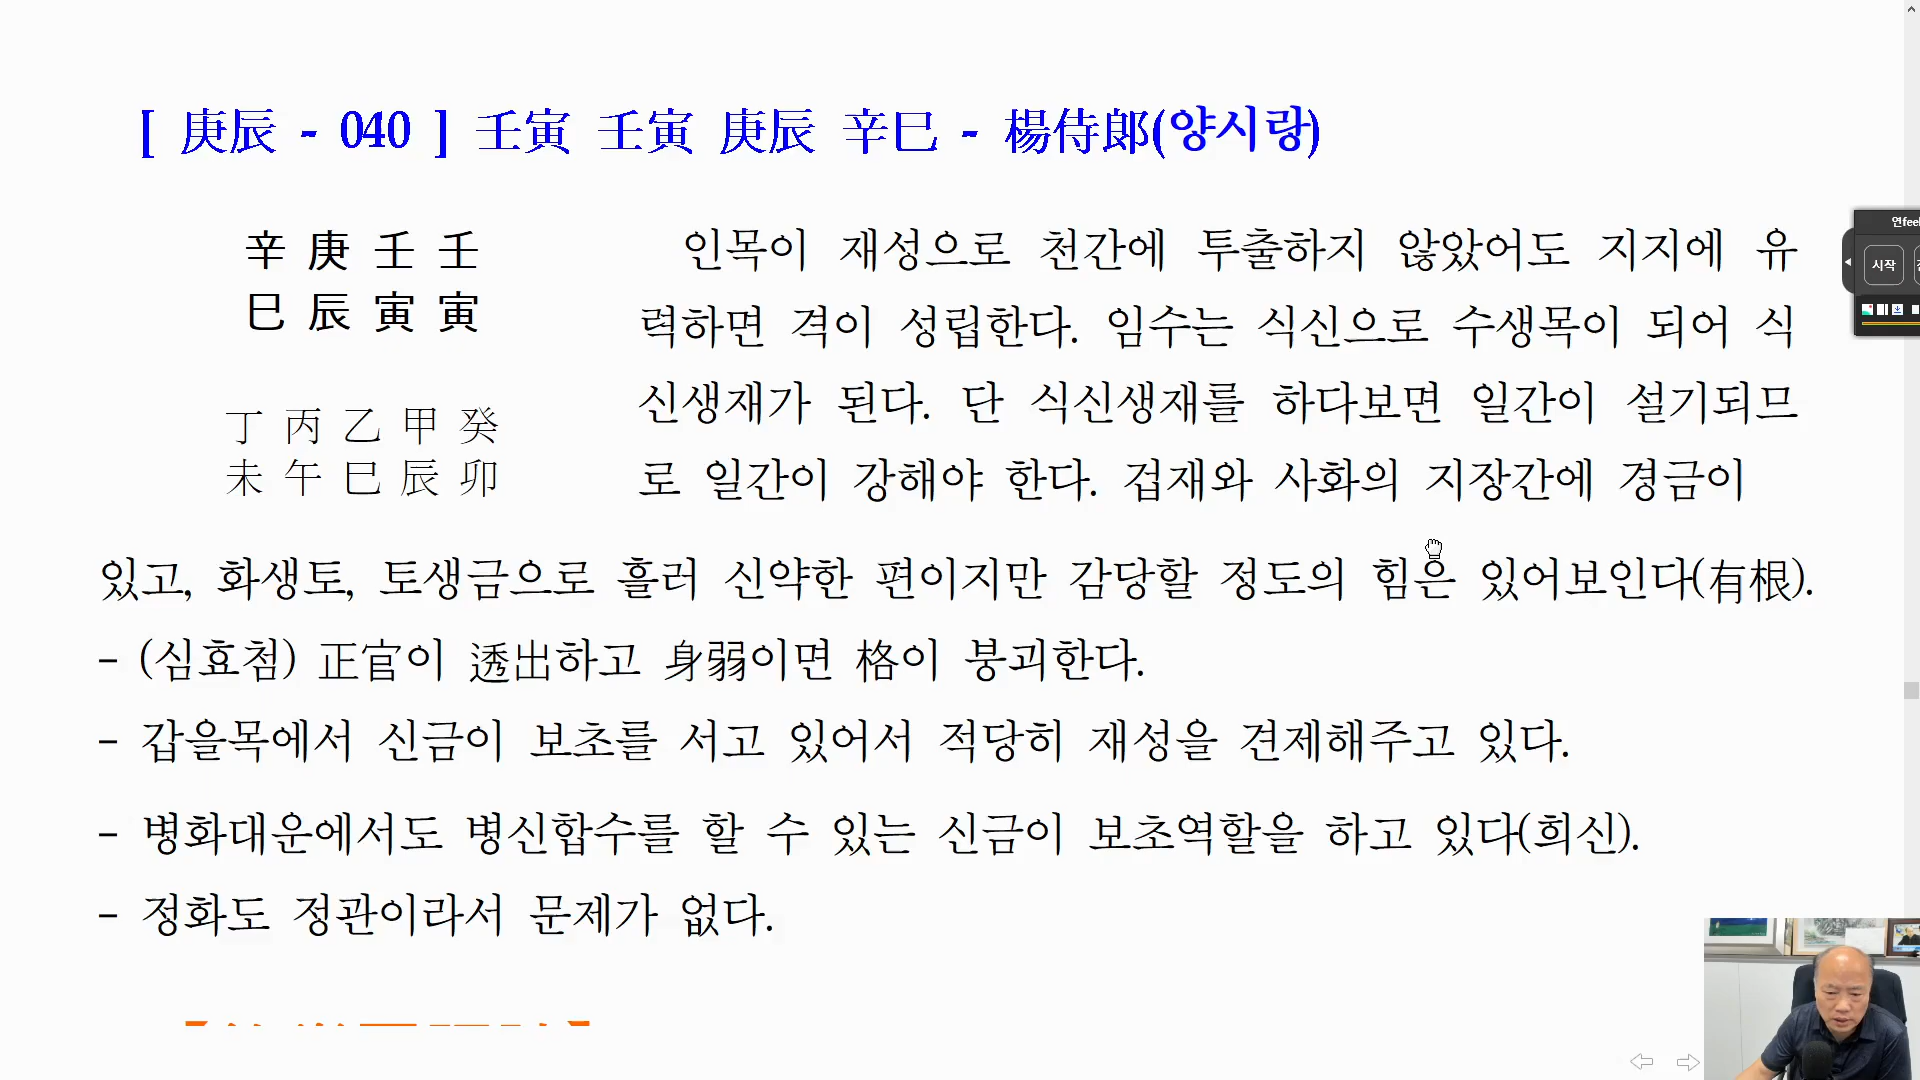 [ 庚辰 - 040 ] 壬寅 壬寅 庚辰 辛巳 - 楊侍郞(양시랑)
辛 庚 壬 壬
巳 辰 寅 寅
丁 丙 乙 甲 癸
未 午 巳 辰 卯
인목이 재성으로 천간에 투출하지 않았어도 지지에 유
력하면 격이 성립한다. 임수는 식신으로 수생목이 되어 식
신생재가 된다. 단 식신생재를 하다보면 일간이 설기되므
로 일간이 강해야 한다. 겁재와 사화의 지장간에 경금이
있고, 화생토, 토생금으로 흘러 신약한 편이지만 감당할 정도의 힘은 있어보인다(有根).
- (심효첨) 正官이 透出하고 身弱이면 格이 붕괴한다.
- 갑을목에서 신금이 보초를 서고 있어서 적당히 재성을 견제해주고 있다.
- 병화대운에서도 병신합수를 할 수 있는 신금이 보초역할을 하고 있다(희신).
- 정화도 정관이라서 문제가 없다.
연feel
시작